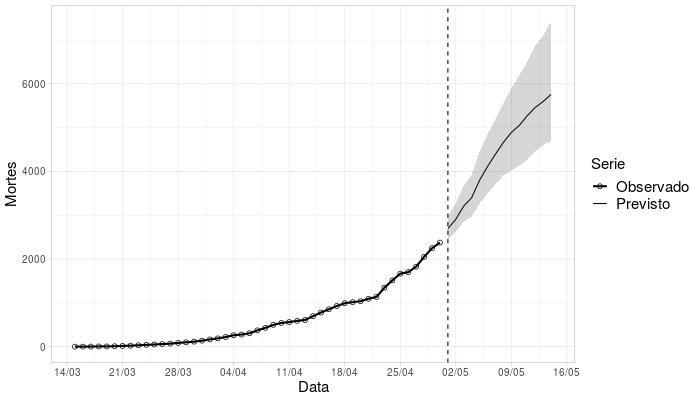 6000
4000
2000
0
Mortes
14/03 21/03 28/03 04/04 11/04 18/04 25/04 02/05 09/05 16/05
Data
Serie
Observado
Previsto